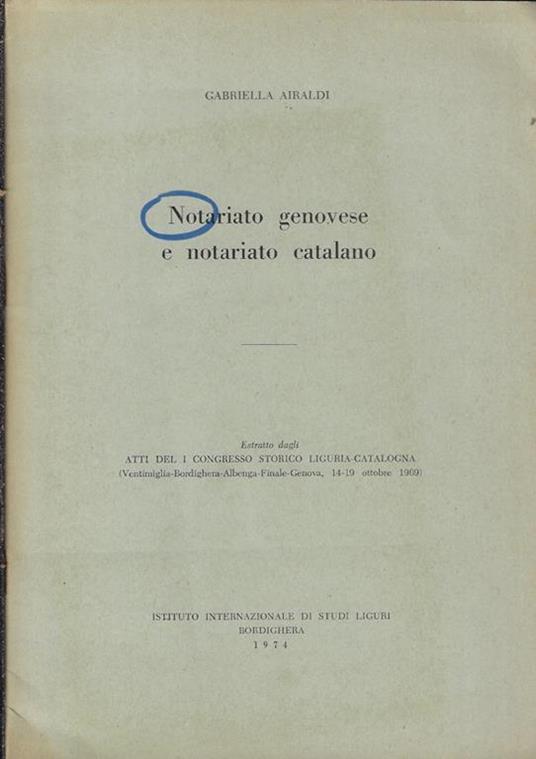 GABRIELLA AIRALDI
Notariato genovese
e notariato catalano
Estratto dagli
ATTI DEL I CONGRESSO STORICO LIGURIA-CATALOGNA
(Ventimiglia-Bordighera-Albenga-Finale-Genova, 14-19 ottobre 1969)
ISTITUTO INTERNAZIONALE DI STUDI LIGURI
BORDIGHERA
1974